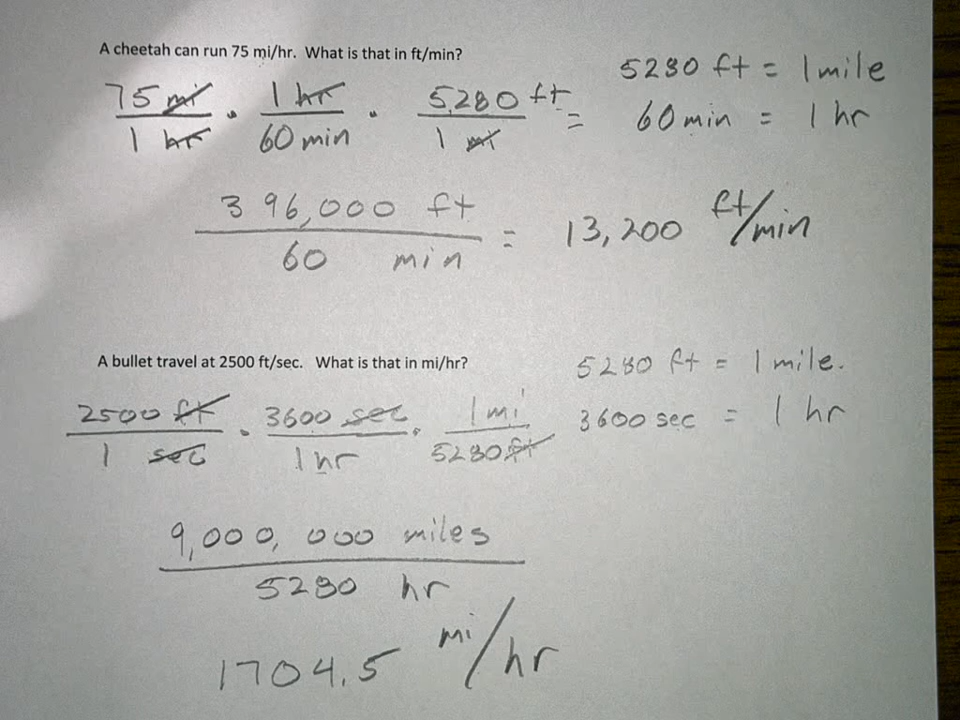 A cheetah can run 75 mi/hr. What is that in ft/min?
75 mi/1 hr · 1 hr/60 min · 5,280 ft/1 mi =
5280 ft = 1 mile
60 min = 1 hr
396,000 ft/60 min = 13,200 ft/min
A bullet travel at 2500 ft/sec. What is that in mi/hr?
5280 ft = 1 mile.
3600 sec = 1 hr
2500 ft/1 sec · 3600 sec/1 hr · 1 mi/5280 ft
9,000,000 miles/5280 hr
1704.5 mi/hr